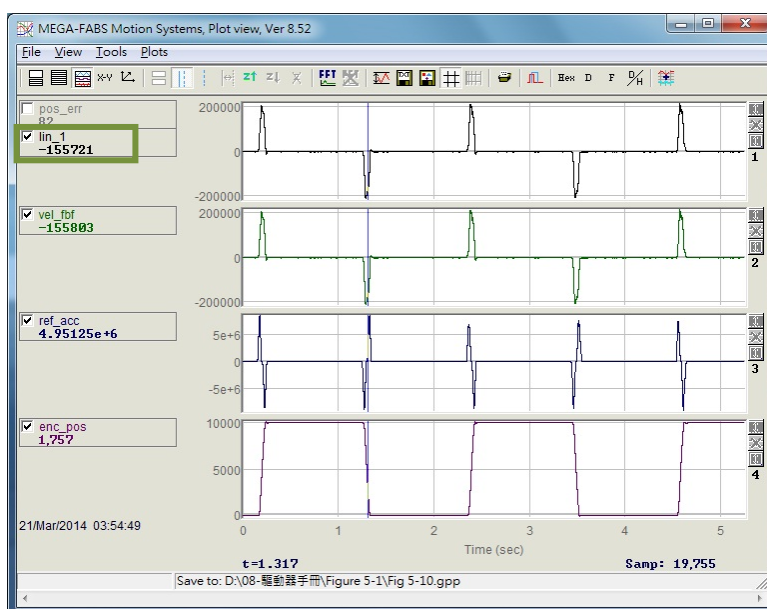 MEGA-FABS Motion Systems, Plot view, Ver 8.52
File View Tools Plots
X-Y FFT Hex D F D/H
pos_err
82
lin_1
-155721
200000
0
-200000
1
vel_fbf
-155803
200000
0
-200000
2
ref_acc
4.95125e+6
5e+6
0
-5e+6
3
enc_pos
1,757
10000
5000
0
4
21/Mar/2014 03:54:49
0 1 2 3 4 5
Time (sec)
t=1.317 Samp: 19,755
Save to: D:\08-驅動器手冊\Figure 5-1\Fig 5-10.gpp